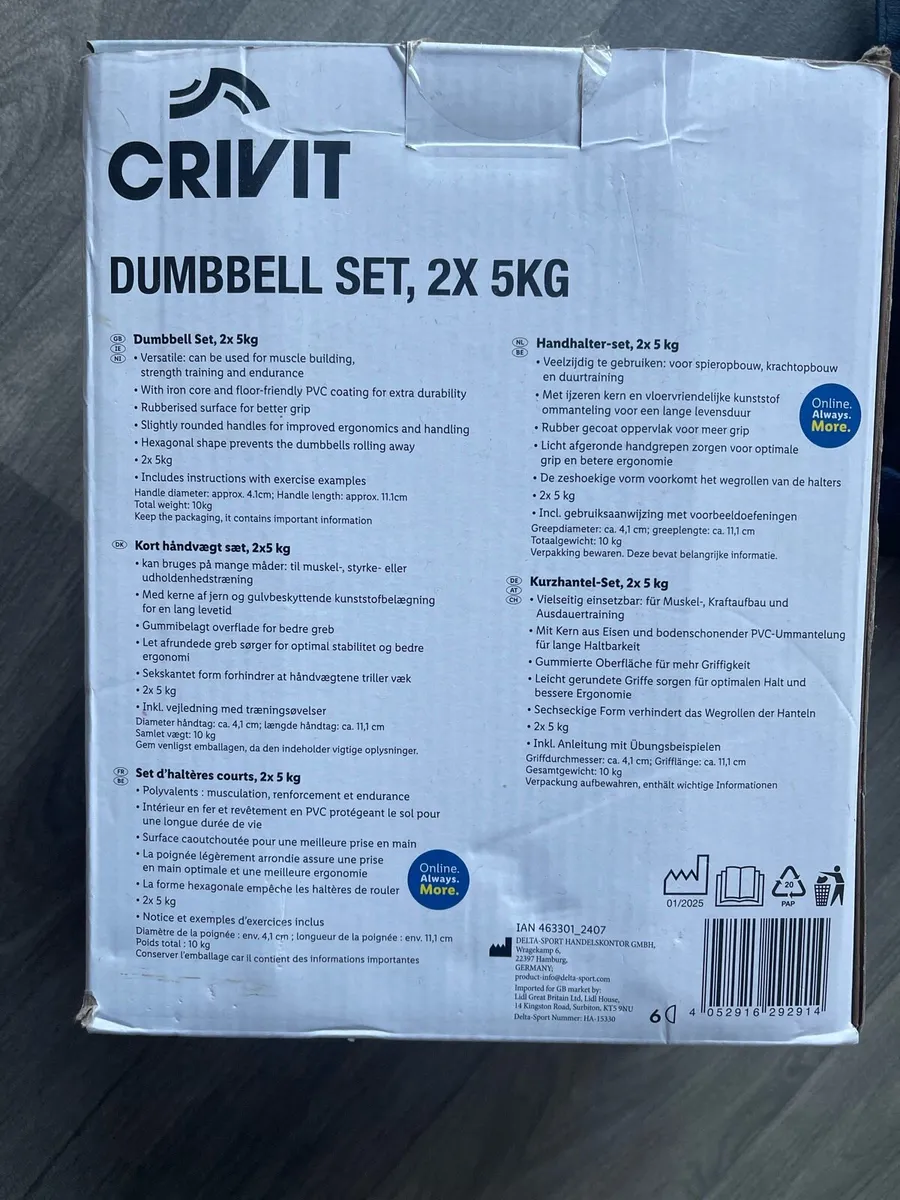 CRIVIT
DUMBBELL SET, 2X 5KG
GB
IE
NI
Dumbbell Set, 2x 5kg
• Versatile: can be used for muscle building,
strength training and endurance
• With iron core and floor-friendly PVC coating for extra durability
• Rubberised surface for better grip
• Slightly rounded handles for improved ergonomics and handling
• Hexagonal shape prevents the dumbbells rolling away
• 2x 5kg
• Includes instructions with exercise examples
Handle diameter: approx. 4.1cm; Handle length: approx. 11.1cm
Total weight: 10kg
Keep the packaging, it contains important information
DK
Kort håndvægt sæt, 2x5 kg
• kan bruges på mange måder: til muskel-, styrke- eller
udholdenhedstræning
• Med kerne af jern og gulvbeskyttende kunststofbelægning
for en lang levetid
• Gummibelagt overflade for bedre greb
• Let afrundede greb sørger for optimal stabilitet og bedre
ergonomi
• Sekskantet form forhindrer at håndvægtene triller væk
• 2x 5 kg
• Inkl. vejledning med træningsøvelser
Diameter håndtag: ca. 4,1 cm; længde håndtag: ca. 11,1 cm
Samlet vægt: 10 kg
Gem venligst emballagen, da den indeholder vigtige oplysninger.
FR
BE
Set d'haltères courts, 2x 5 kg
• Polyvalents : musculation, renforcement et endurance
• Intérieur en fer et revêtement en PVC protégeant le sol pour
une longue durée de vie
• Surface caoutchoutée pour une meilleure prise en main
• La poignée légèrement arrondie assure une prise
en main optimale et une meilleure ergonomie
• La forme hexagonale empêche les haltères de rouler
• 2x 5 kg
• Notice et exemples d'exercices inclus
Diamètre de la poignée : env. 4,1 cm ; longueur de la poignée : env. 11,1 cm
Poids total : 10 kg
Conserver l'emballage car il contient des informations importantes
Online.
Always.
More.
NL
BE
Handhalter-set, 2x 5 kg
• Veelzijdig te gebruiken: voor spieropbouw, krachtopbouw
en duurtraining
• Met ijzeren kern en vloervriendelijke kunststof
ommanteling voor een lange levensduur
• Rubber gecoat oppervlak voor meer grip
• Licht afgeronde handgrepen zorgen voor optimale
grip en betere ergonomie
• De zeshoekige vorm voorkomt het wegrollen van de halters
• 2x 5 kg
• Incl. gebruiksaanwijzing met voorbeeldoefeningen
Greepdiameter: ca. 4,1 cm; greeplengte: ca. 11,1 cm
Totaalgewicht: 10 kg
Verpakking bewaren. Deze bevat belangrijke informatie.
Online.
Always.
More.
DE
AT
CH
Kurzhantel-Set, 2x 5 kg
• Vielseitig einsetzbar: für Muskel-, Kraftaufbau und
Ausdauertraining
• Mit Kern aus Eisen und bodenschonender PVC-Ummantelung
für lange Haltbarkeit
• Gummierte Oberfläche für mehr Griffigkeit
• Leicht gerundete Griffe sorgen für optimalen Halt und
bessere Ergonomie
• Sechseckige Form verhindert das Wegrollen der Hanteln
• 2x 5 kg
• Inkl. Anleitung mit Übungsbeispielen
Griffdurchmesser: ca. 4,1 cm; Grifflänge: ca. 11,1 cm
Gesamtgewicht: 10 kg
Verpackung aufbewahren, enthält wichtige Informationen
01/2025
20
PAP
IAN 463301_2407
DELTA-SPORT HANDELSKONTOR GMBH,
Wragekamp 6,
22397 Hamburg,
GERMANY;
product-info@delta-sport.com
Imported for GB market by:
Lidl Great Britain Ltd, Lidl House,
14 Kingston Road, Surbiton, KT5 9NU
Delta-Sport Nummer: HA-15330
6
4 052916 292914